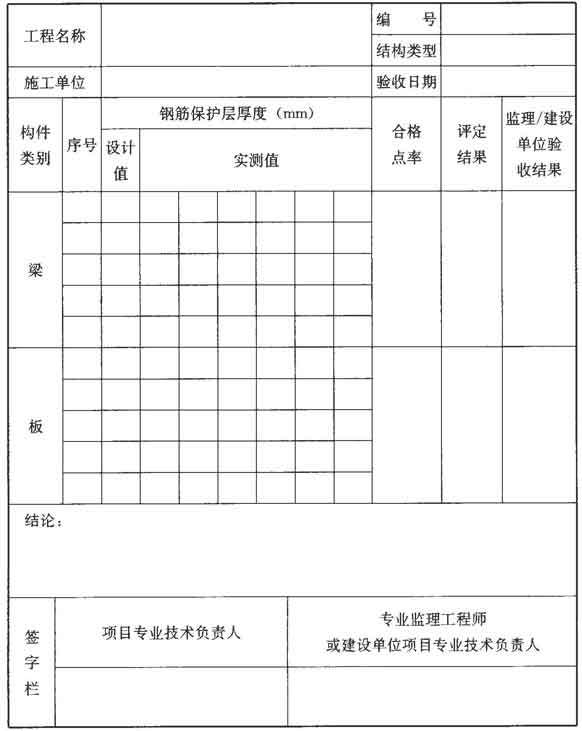 工程名称
编 号
结构类型
施工单位
验收日期
构件
类别
序号
钢筋保护层厚度（mm）
设计
值
实测值
合格
点率
评定
结果
监理/建设
单位验
收结果
梁
板
结论：
签
字
栏
项目专业技术负责人
专业监理工程师
或建设单位项目专业技术负责人